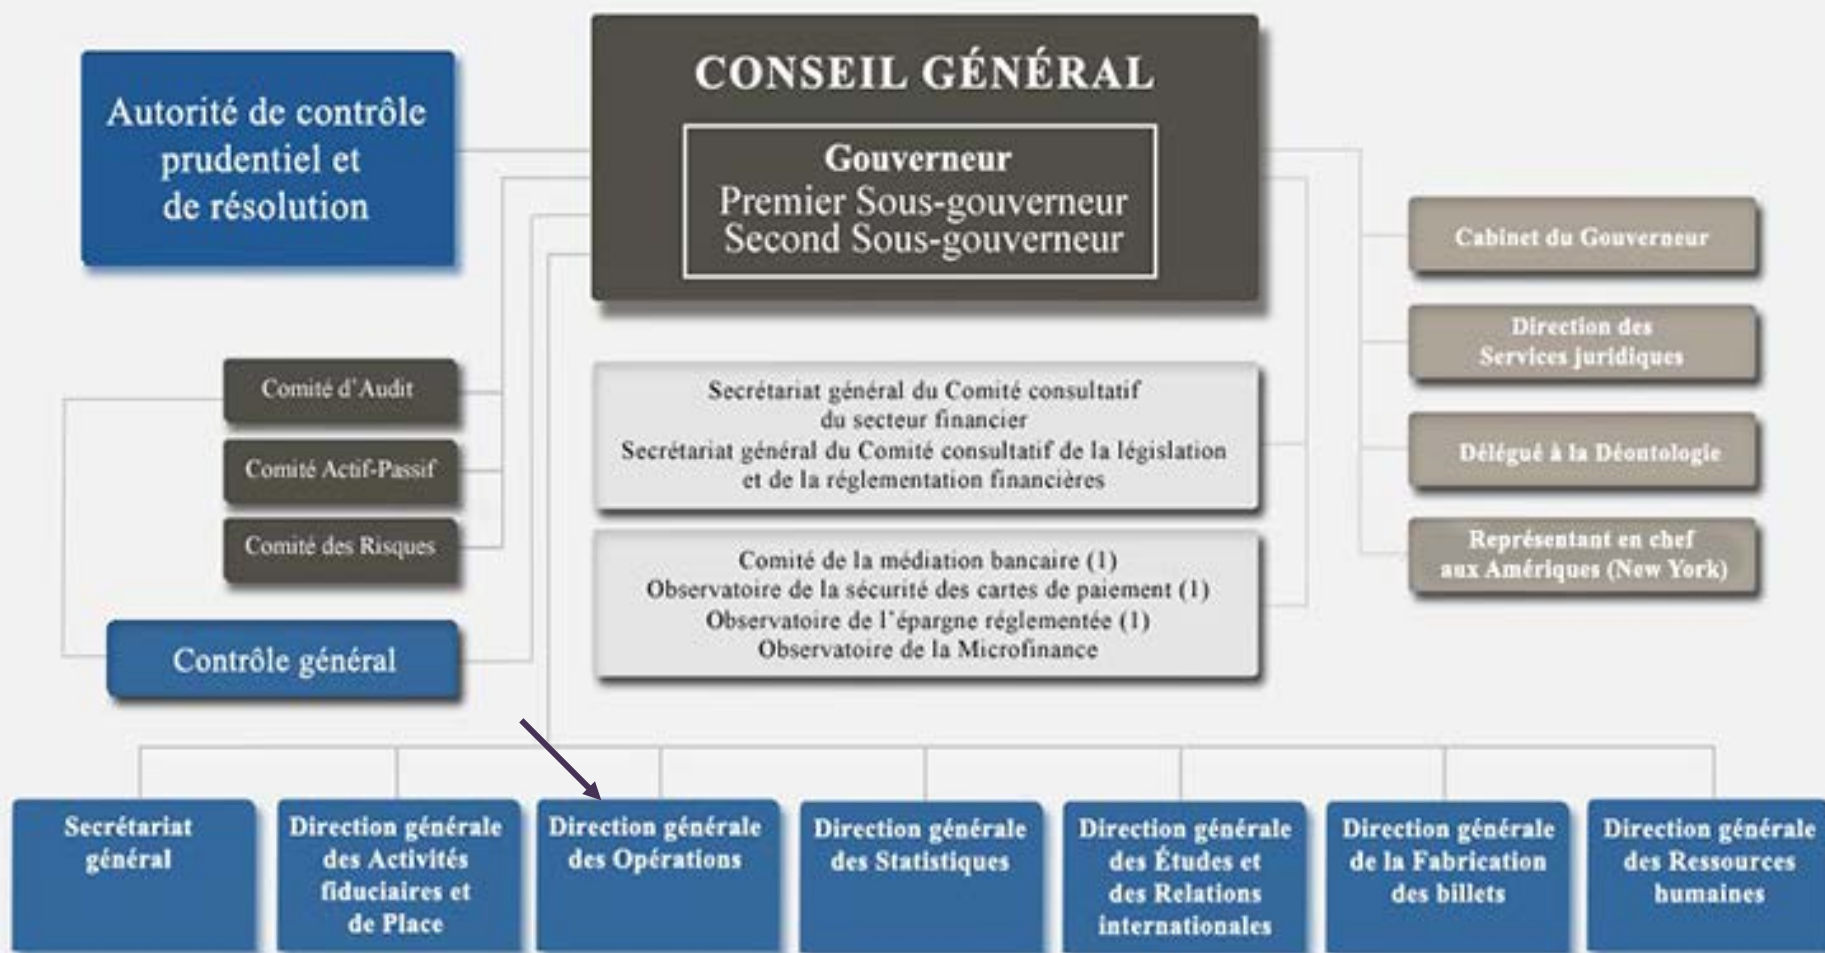 Autorité de contrôle
prudentiel et
de résolution
CONSEIL GÉNÉRAL
Gouverneur
Premier Sous-gouverneur
Second Sous-gouverneur
Cabinet du Gouverneur
Direction des
Services juridiques
Délégué à la Déontologie
Représentant en chef
aux Amériques (New York)
Comité d'Audit
Comité Actif-Passif
Comité des Risques
Contrôle général
Secrétariat général du Comité consultatif
du secteur financier
Secrétariat général du Comité consultatif de la législation
et de la réglementation financières
Comité de la médiation bancaire (1)
Observatoire de la sécurité des cartes de paiement (1)
Observatoire de l'épargne réglementée (1)
Observatoire de la Microfinance
Secrétariat
général
Direction générale
des Activités
fiduciaires et
de Place
Direction générale
des Opérations
Direction générale
des Statistiques
Direction générale
des Études et
des Relations
internationales
Direction générale
de la Fabrication
des billets
Direction générale
des Ressources
humaines